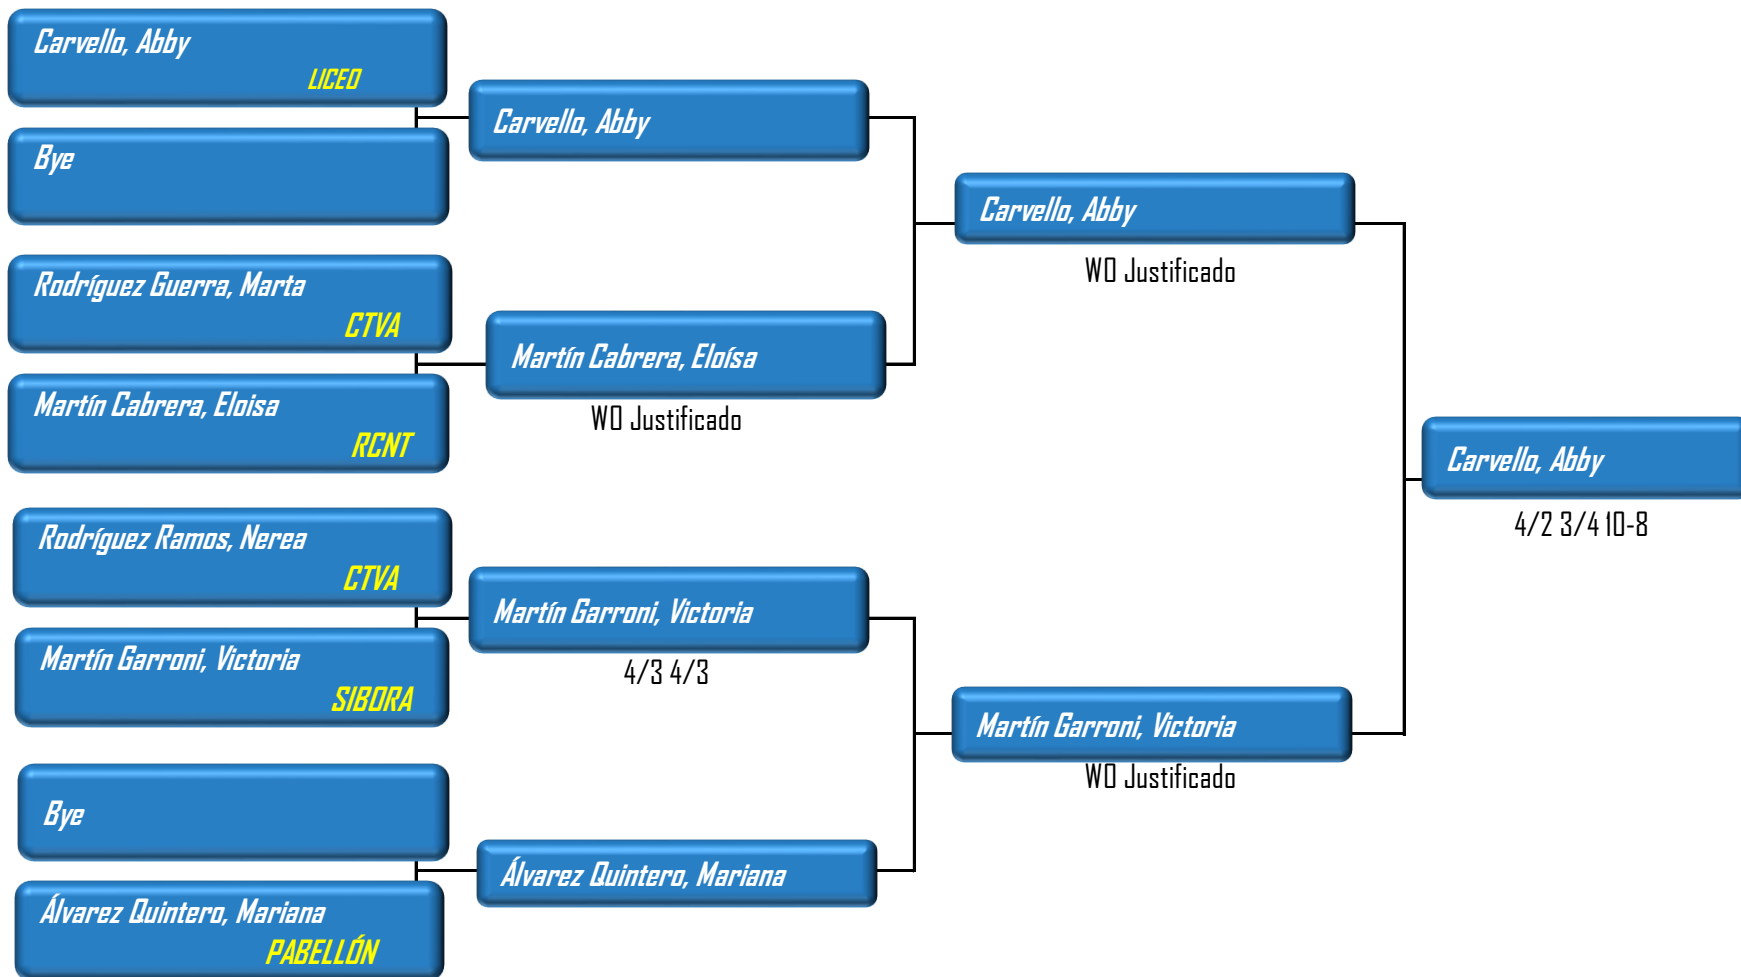 Carvello, Abby
LICEO
Bye
Rodríguez Guerra, Marta
CTVA
Martín Cabrera, Eloisa
RCNT
Rodríguez Ramos, Nerea
CTVA
Martín Garroni, Victoria
SIBORA
Bye
Álvarez Quintero, Mariana
PABELLÓN
Carvello, Abby
Martín Cabrera, Eloísa
WO Justificado
Martín Garroni, Victoria
4/3 4/3
Álvarez Quintero, Mariana
Carvello, Abby
WO Justificado
Martín Garroni, Victoria
WO Justificado
Carvello, Abby
4/2 3/4 10-8